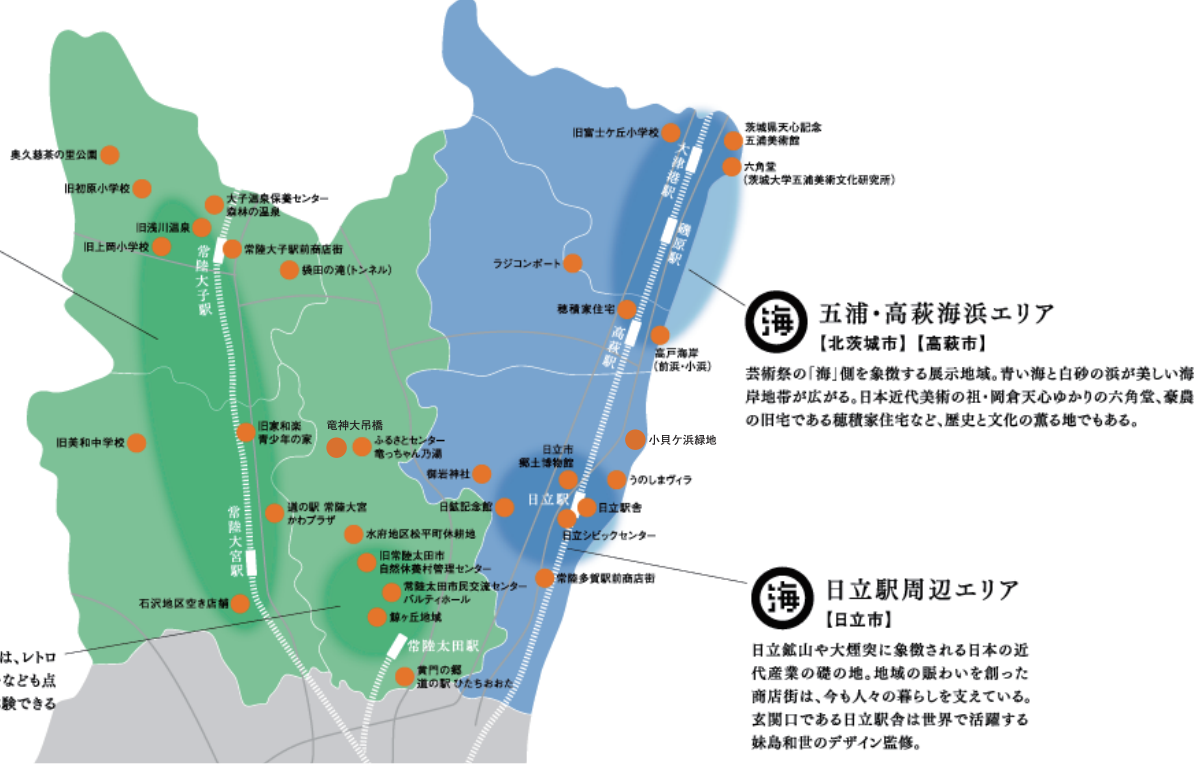 奥久慈茶の里公園
旧初原小学校
大子温泉保養センター
森林の温泉
旧浅川温泉
旧上岡小学校
常陸大子駅前商店街
常陸大子駅
袋田の滝(トンネル)
旧美和中学校
旧家和楽
青少年の家
竜神大吊橋
ふるさとセンター
竜っちゃん乃湯
道の駅 常陸大宮
かわプラザ
常陸大宮駅
水府地区松平町休耕地
旧常陸太田市
自然休養村管理センター
常陸太田市民交流センター
パルティホール
鯨ヶ丘地域
石沢地区空き店舗
常陸太田駅
黄門の郷
道の駅 ひたちおおた
は、レトロ
なども点
験できる
旧富士ケ丘小学校
大津港駅
茨城県天心記念
五浦美術館
六角堂
(茨城大学五浦美術文化研究所)
磯原駅
ラジコンポート
穂積家住宅
高萩駅
高戸海岸
(前浜・小浜)
小貝ケ浜緑地
日立市
郷土博物館
御岩神社
うのしまヴィラ
日鉱記念館
日立駅
日立駅舎
日立シビックセンター
常陸多賀駅前商店街
海
五浦・高萩海浜エリア
【北茨城市】【高萩市】
芸術祭の「海」側を象徴する展示地域。青い海と白砂の浜が美しい海
岸地帯が広がる。日本近代美術の祖・岡倉天心ゆかりの六角堂、豪農
の旧宅である穂積家住宅など、歴史と文化の薫る地でもある。
海
日立駅周辺エリア
【日立市】
日立鉱山や大煙突に象徴される日本の近
代産業の礎の地。地域の賑わいを創った
商店街は、今も人々の暮らしを支えている。
玄関口である日立駅舎は世界で活躍する
妹島和世のデザイン監修。